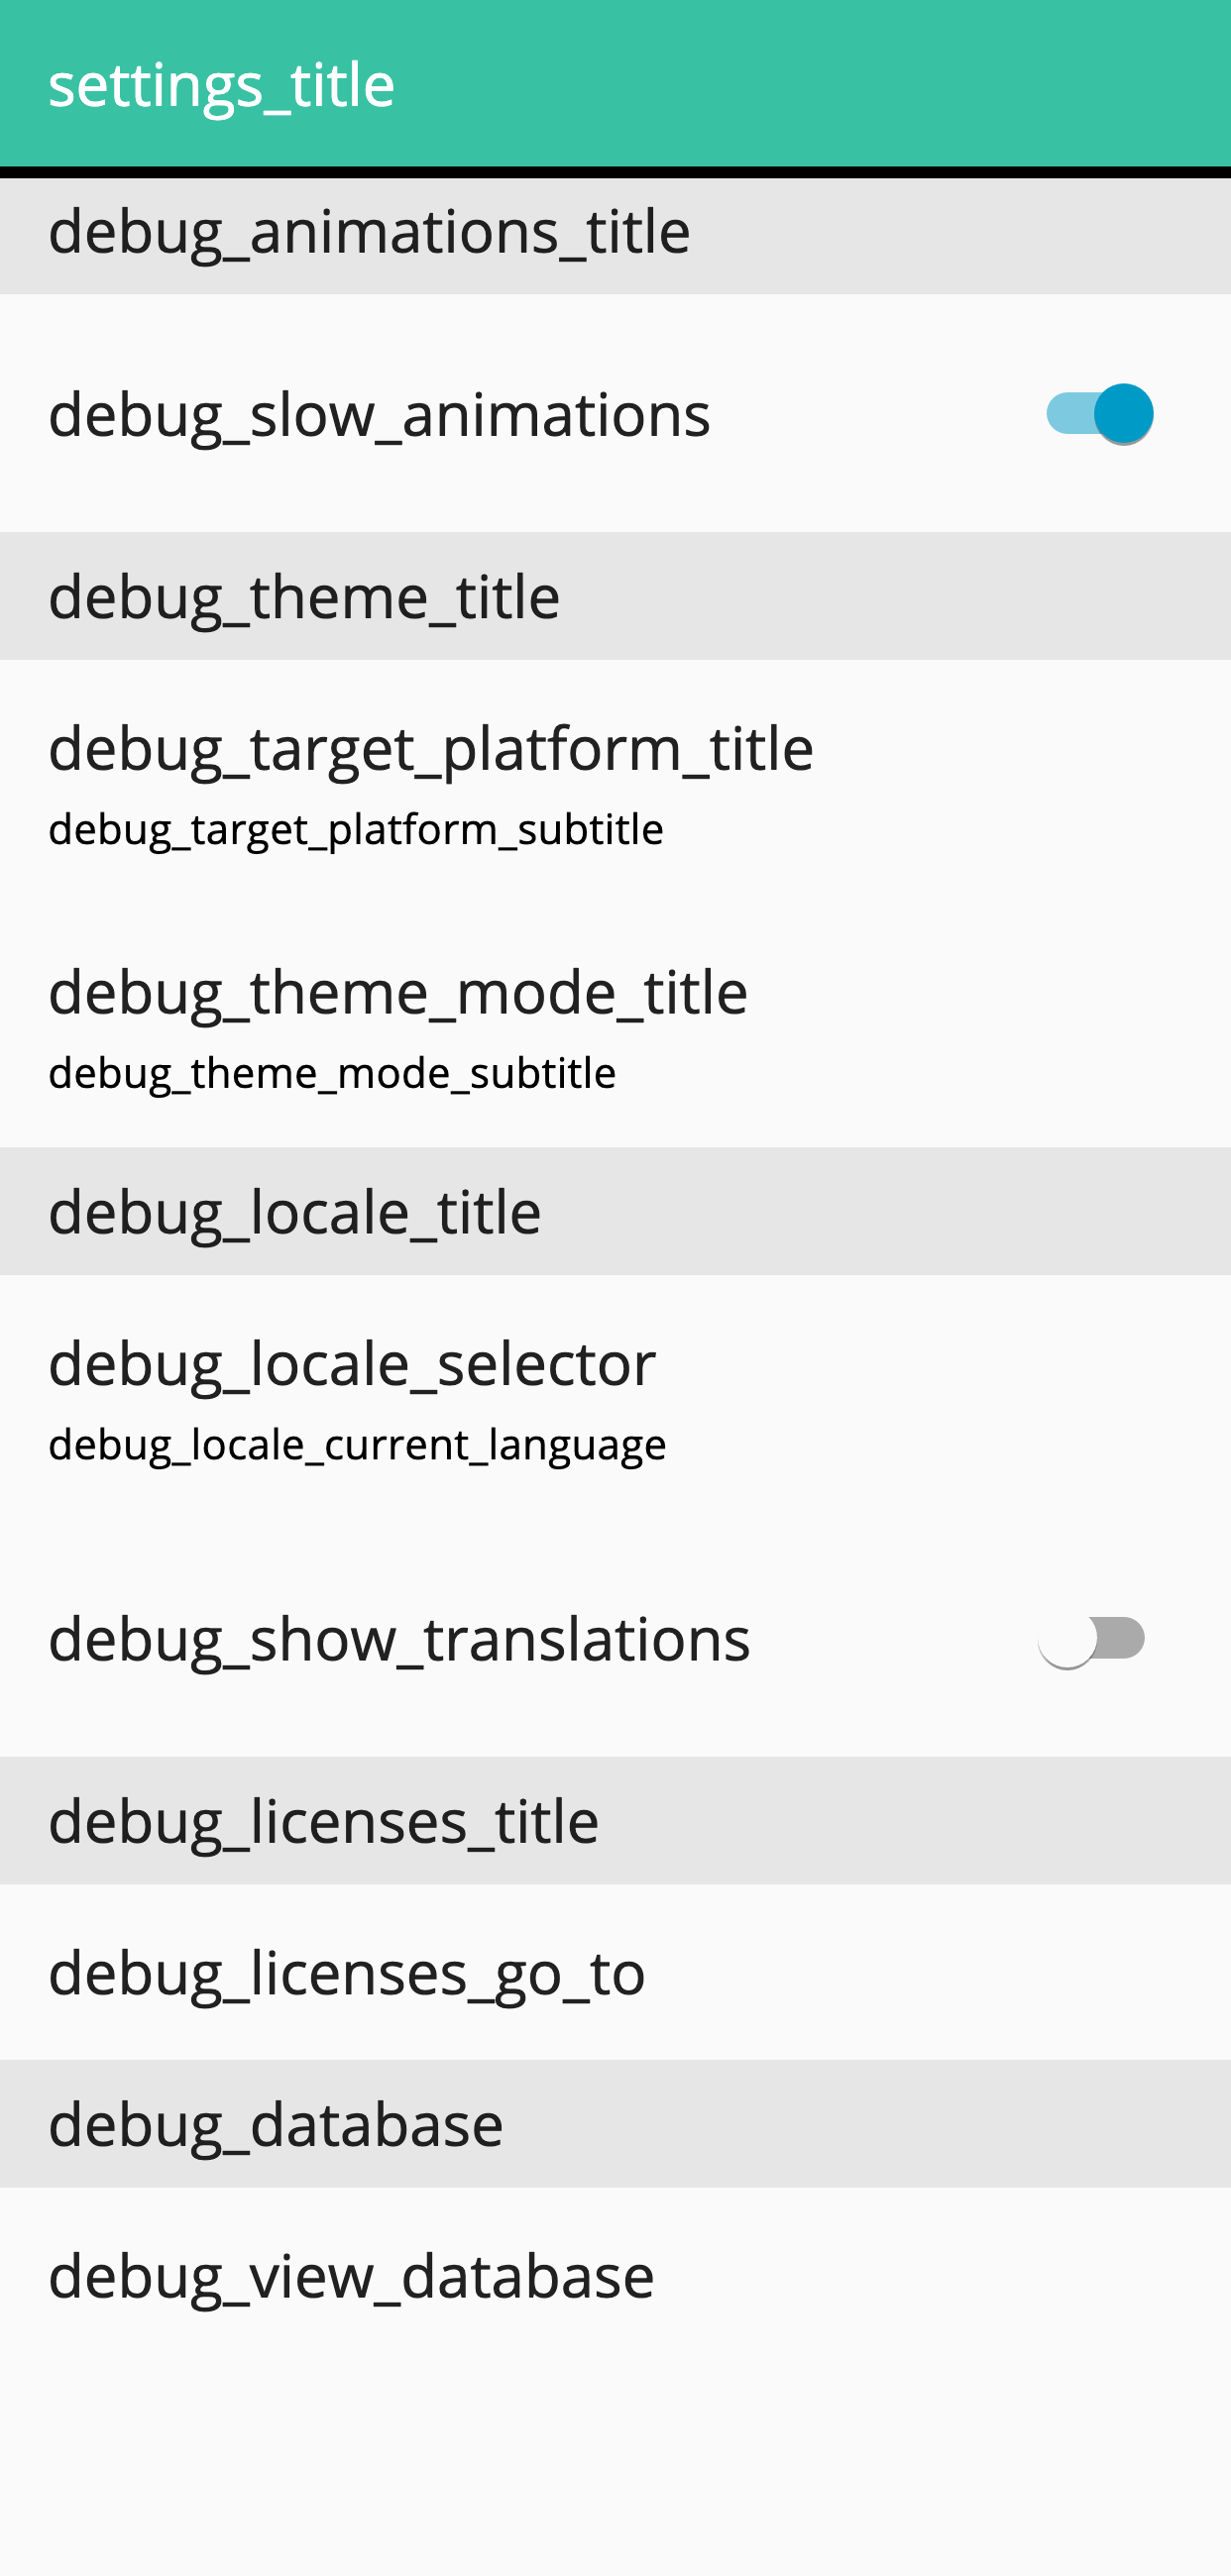 settings_title
debug_animations_title
debug_slow_animations
debug_theme_title
debug_target_platform_title
debug_target_platform_subtitle
debug_theme_mode_title
debug_theme_mode_subtitle
debug_locale_title
debug_locale_selector
debug_locale_current_language
debug_show_translations
debug_licenses_title
debug_licenses_go_to
debug_database
debug_view_database